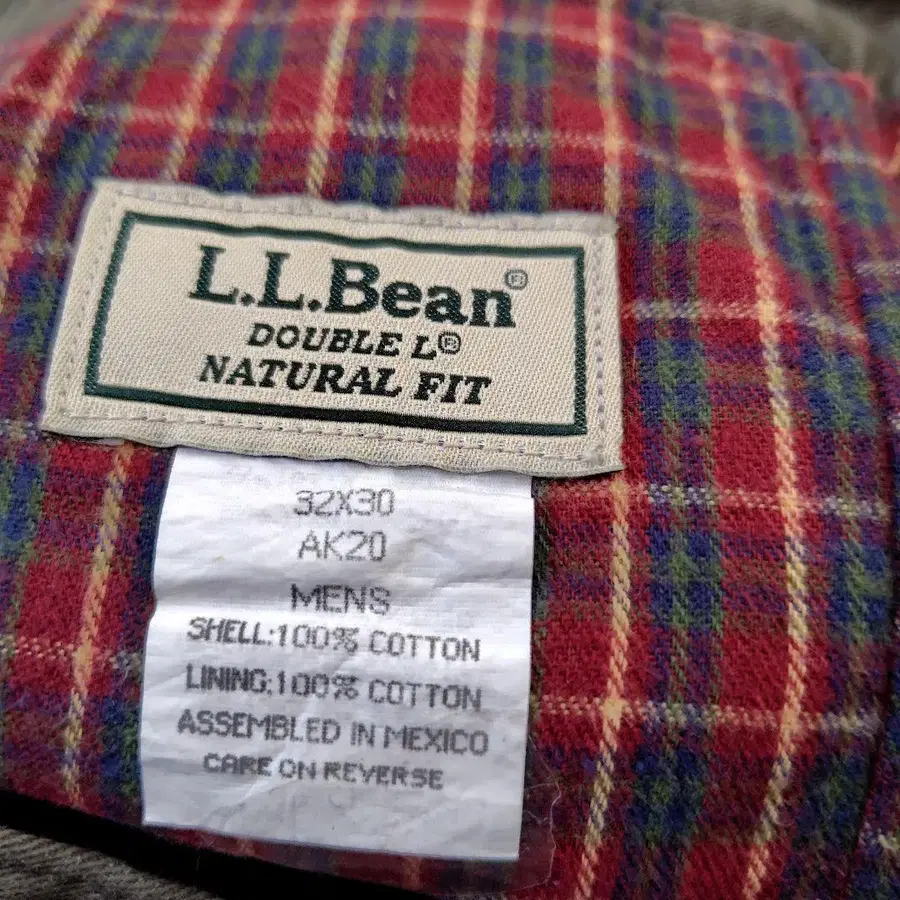 L.L.Bean®
DOUBLE L®
NATURAL FIT
32X30
AK20
MENS
SHELL:100% COTTON
LINING:100% COTTON
ASSEMBLED IN MEXICO
CARE ON REVERSE